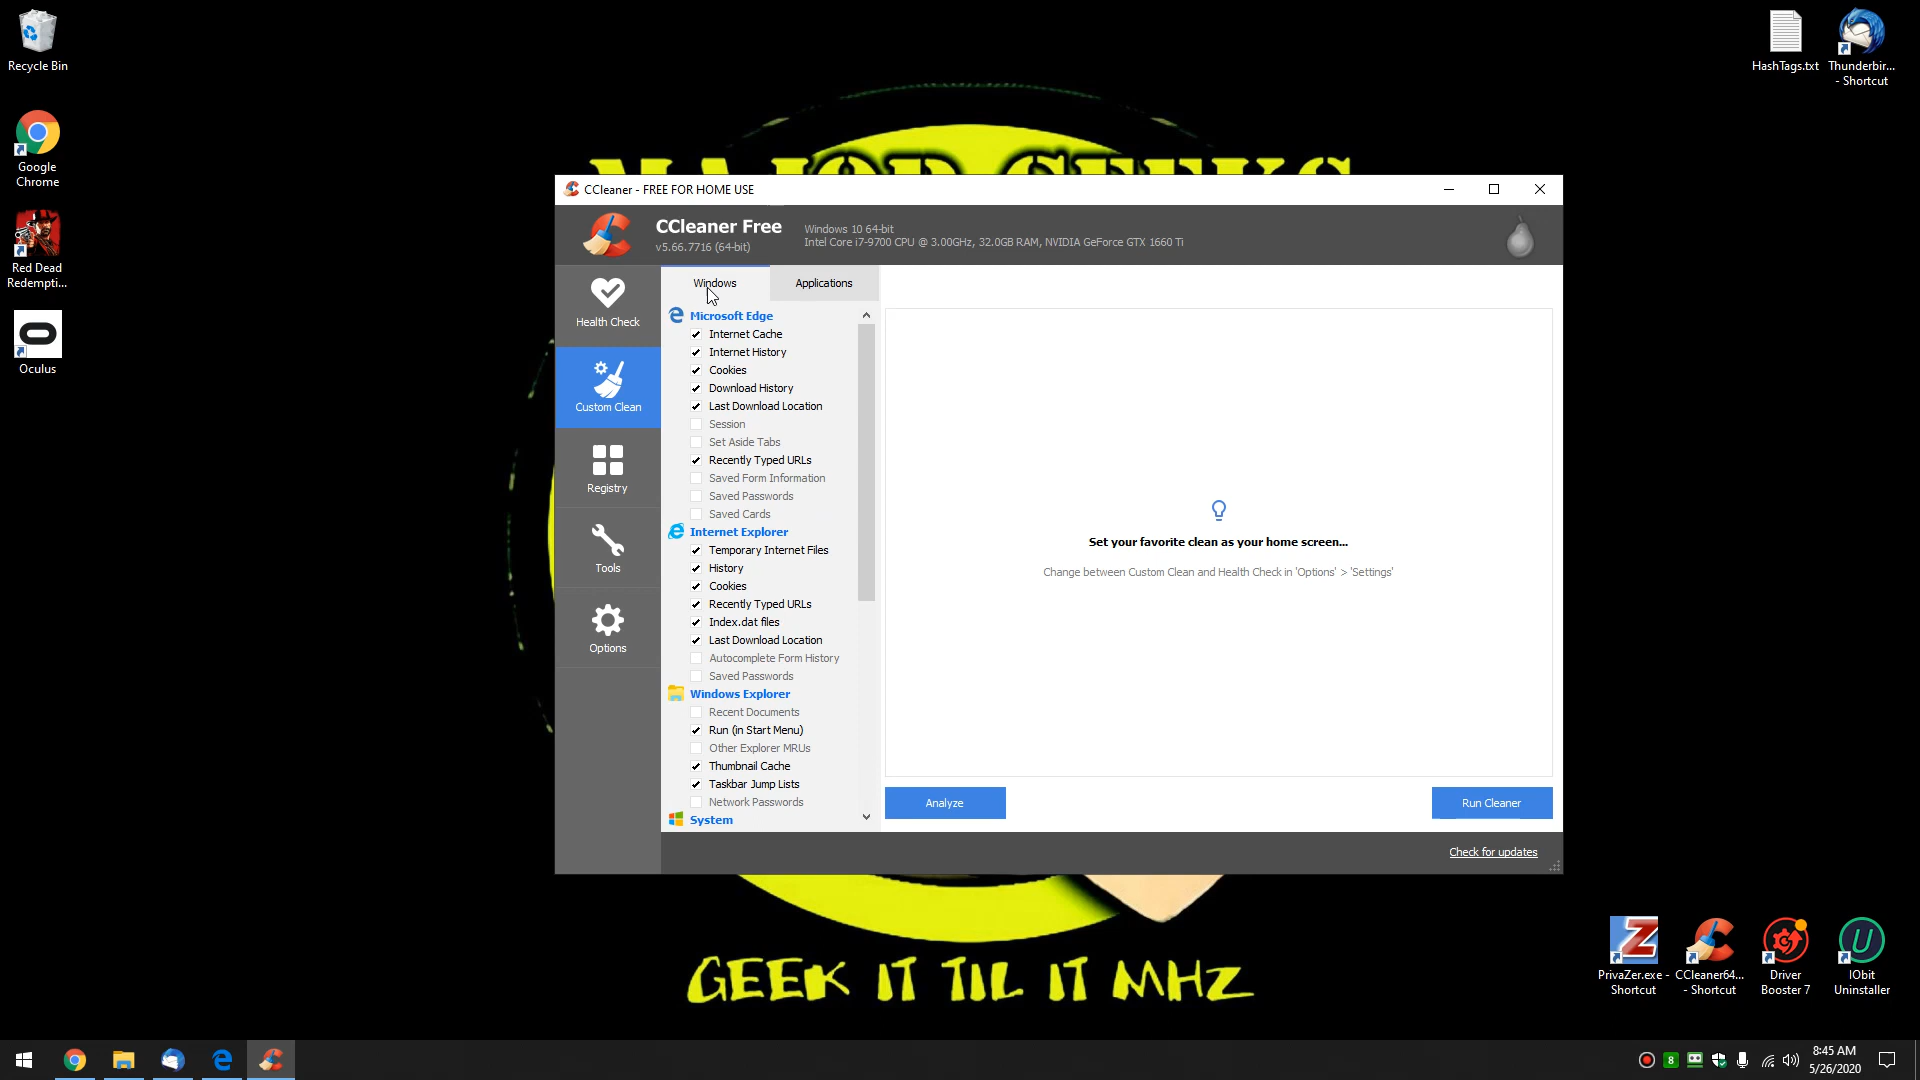 Recycle Bin
Google
Chrome
Red Dead
Redempti...
Oculus
HashTags.txt
Thunderbir...
- Shortcut
MAJOR GEEKS
CCleaner - FREE FOR HOME USE
CCleaner Free
v5.66.7716 (64-bit)
Windows 10 64-bit
Intel Core i7-9700 CPU @ 3.00GHz, 32.0GB RAM, NVIDIA GeForce GTX 1660 Ti
Health Check
Custom Clean
Registry
Tools
Options
Windows
Applications
Microsoft Edge
Internet Cache
Internet History
Cookies
Download History
Last Download Location
Session
Set Aside Tabs
Recently Typed URLs
Saved Form Information
Saved Passwords
Saved Cards
Internet Explorer
Temporary Internet Files
History
Cookies
Recently Typed URLs
Index.dat files
Last Download Location
Autocomplete Form History
Saved Passwords
Windows Explorer
Recent Documents
Run (in Start Menu)
Other Explorer MRUs
Thumbnail Cache
Taskbar Jump Lists
Network Passwords
System
Set your favorite clean as your home screen...
Change between Custom Clean and Health Check in 'Options' > 'Settings'
Analyze
Run Cleaner
Check for updates
GEEK IT TIL IT MHZ
PrivaZer.exe -
Shortcut
CCleaner64...
- Shortcut
Driver
Booster 7
IObit
Uninstaller
8
8:45 AM
5/26/2020